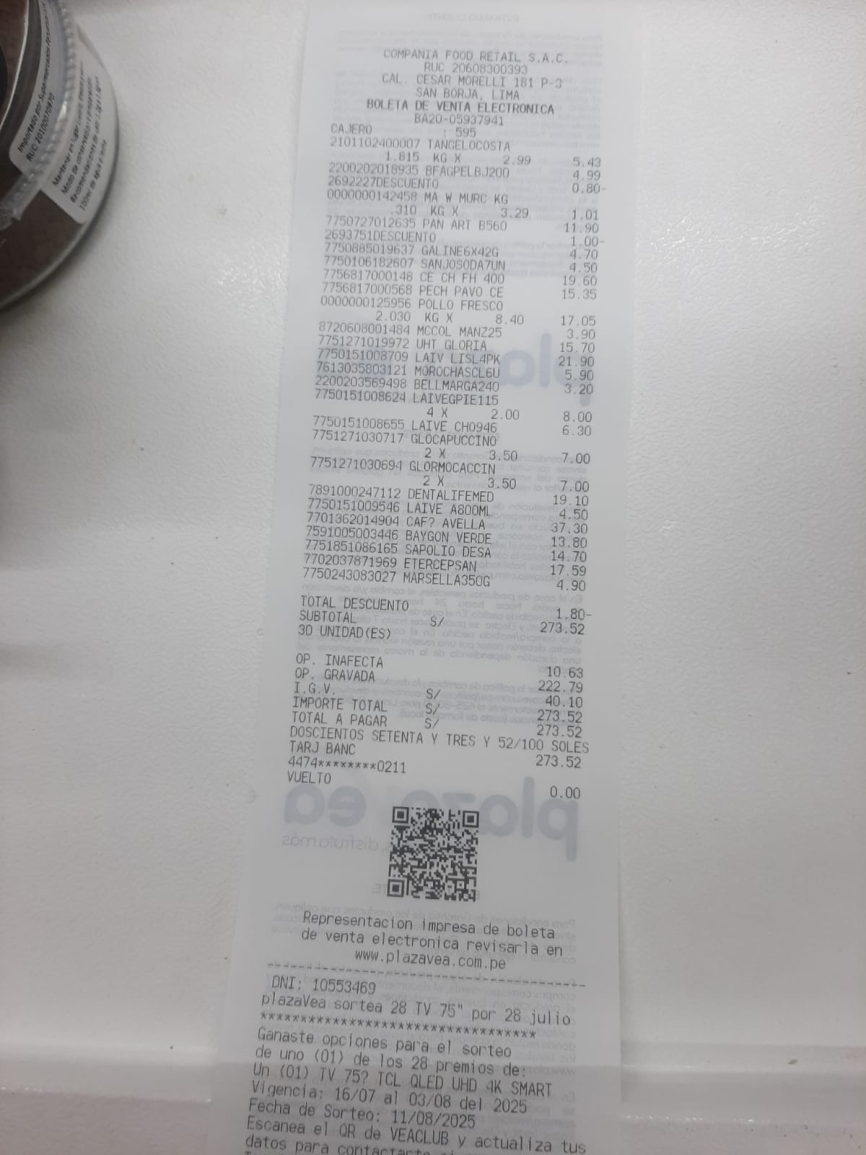 COMPANIA FOOD RETAIL S.A.C.
RUC 20608300393
CAL. CESAR MORELLI 181 P-3
SAN BORJA, LIMA
BOLETA DE VENTA ELECTRONICA
BA20-05937941
CAJERO : 595
2101102400007 TANGELOCOSTA
1.815 KG X 2.99 5.43
2200202018935 BFAGPELBJ200 4.99
2692227DESCUENTO 0.80-
0000000142458 MA W MURC KG
.310 KG X 3.29 1.01
7750727012635 PAN ART B560 11.90
2693751DESCUENTO 1.00-
7750885019637 GALINE6X42G 4.70
7750106182607 SANJOSODA7UN 4.50
7756817000148 CE CH FH 400 19.60
7756817000568 PECH PAVO CE 15.35
0000000125956 POLLO FRESCO
2.030 KG X 8.40 17.05
8720608001484 MCCOL MANZ25 3.90
7751271019972 UHT GLORIA 15.70
7750151008709 LAIV LISL4PK 21.90
7613035803121 MOROCHASCL6U 5.90
2200203569498 BELLMARGA240 3.20
7750151008624 LAIVEGPIE115
4 X 2.00 8.00
7750151008655 LAIVE CH0946 6.30
7751271030717 GLOCAPUCCINO
2 X 3.50 7.00
7751271030694 GLORMOCACCIN
2 X 3.50 7.00
7891000247112 DENTALIFEMED 19.10
7750151009546 LAIVE A800ML 4.50
7701362014904 CAF? AVELLA 37.30
7591005003446 BAYGON VERDE 13.80
7751851086165 SAPOLIO DESA 14.70
7702037871969 ETERCEPSAN 17.59
7750243083027 MARSELLA350G 4.90
TOTAL DESCUENTO 1.80-
SUBTOTAL S/ 273.52
30 UNIDAD(ES)
OP. INAFECTA 10.63
OP. GRAVADA 222.79
I.G.V. S/ 40.10
IMPORTE TOTAL S/ 273.52
TOTAL A PAGAR S/ 273.52
DOSCIENTOS SETENTA Y TRES Y 52/100 SOLES
TARJ BANC 273.52
4474********0211
VUELTO 0.00
Representacion impresa de boleta
de venta electronica revisarla en
www.plazavea.com.pe
DNI: 10553469
plazaVea sortea 28 TV 75" por 28 julio
**********************************
Ganaste opciones para el sorteo
de uno (01) de los 28 premios de:
Un (01) TV 75? TCL QLED UHD 4K SMART
Vigencia: 16/07 al 03/08 del 2025
Fecha de Sorteo: 11/08/2025
Escanea el QR de VEACLUB y actualiza tus
datos para contactarte